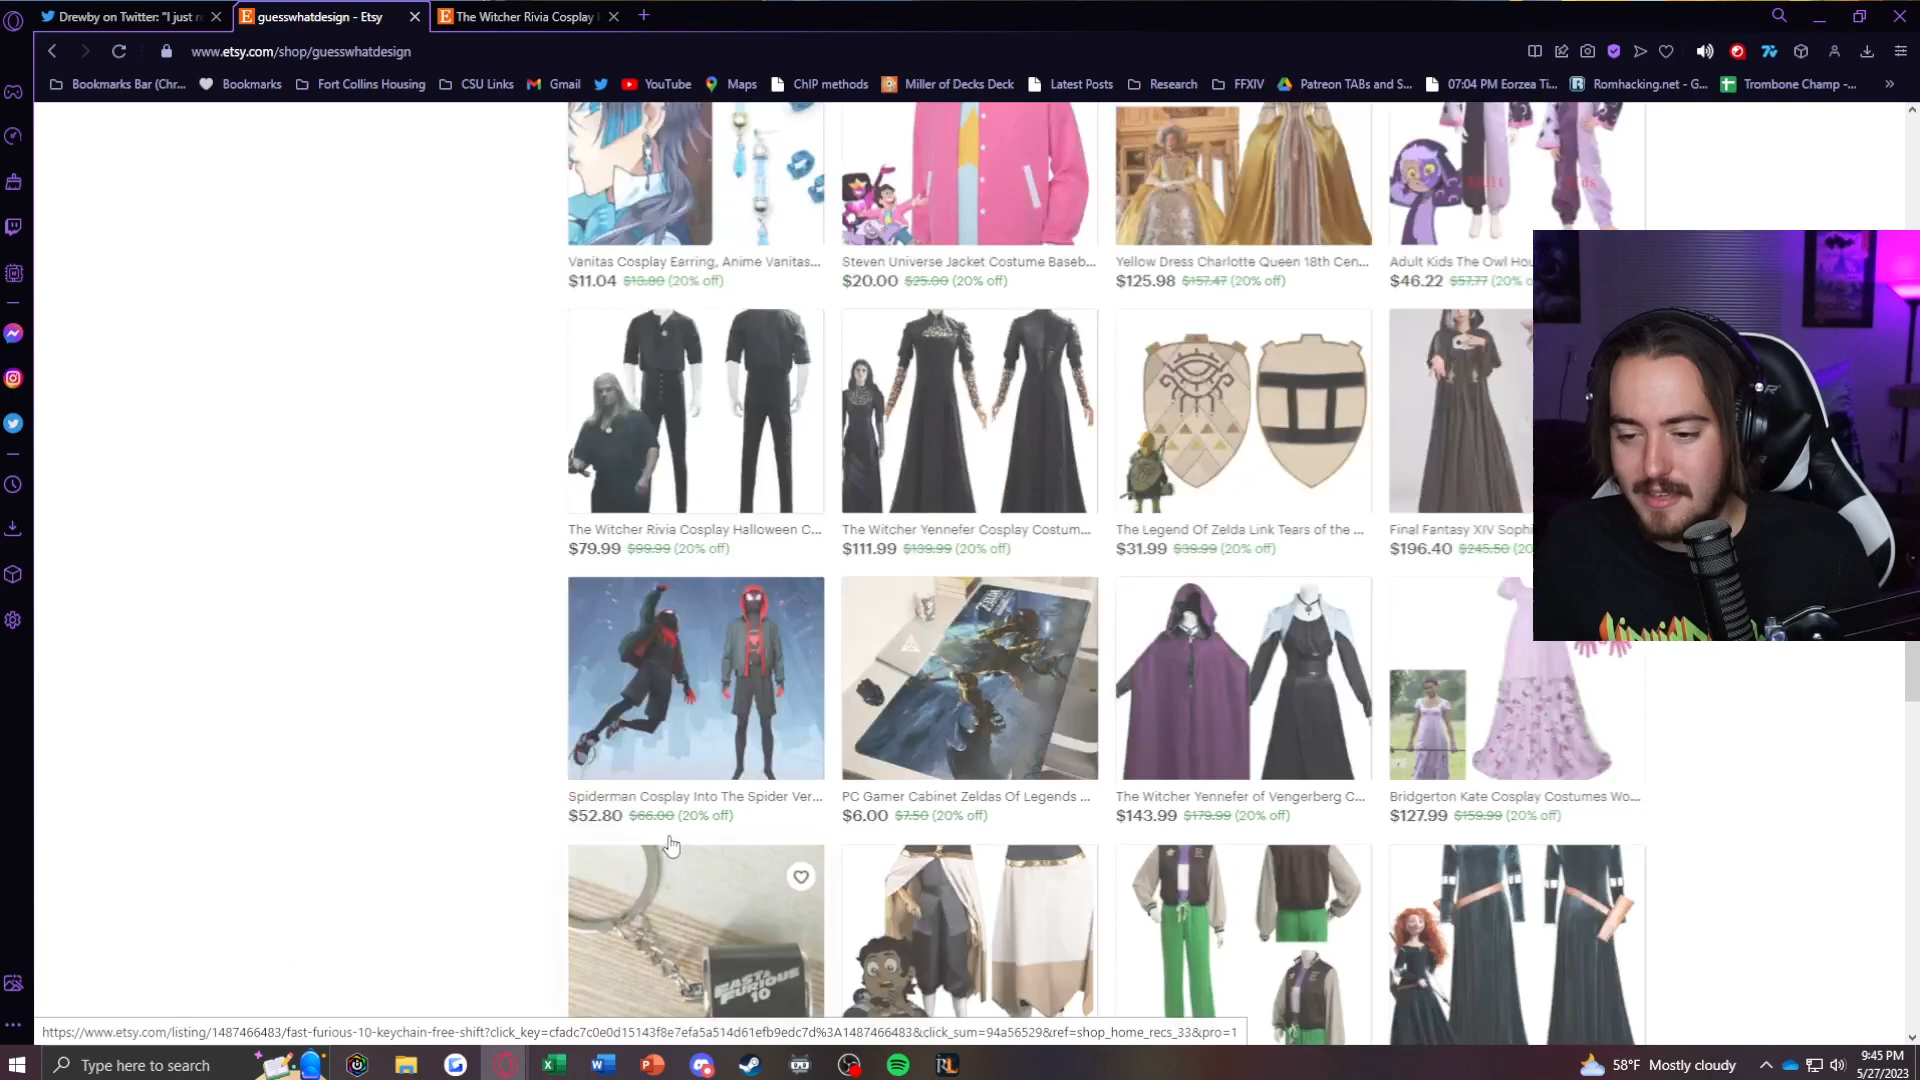 Drewby on Twitter: "I just r
guesswhatdesign - Etsy
The Witcher Rivia Cosplay
www.etsy.com/shop/guesswhatdesign
Bookmarks Bar (Chr...
Bookmarks
Fort Collins Housing
CSU Links
Gmail
YouTube
Maps
ChIP methods
Miller of Decks Deck
Latest Posts
Research
FFXIV
Patreon TABs and S...
07:04 PM Eorzea Ti...
Romhacking.net - G...
Trombone Champ -...
Adult
Kids
Vanitas Cosplay Earring, Anime Vanitas...
$11.04 $13.80 (20% off)
Steven Universe Jacket Costume Baseb...
$20.00 $25.00 (20% off)
Yellow Dress Charlotte Queen 18th Cen...
$125.98 $157.47 (20% off)
Adult Kids The Owl Hou
$46.22 $57.77 (20% o
The Witcher Rivia Cosplay Halloween C...
$79.99 $99.99 (20% off)
The Witcher Yennefer Cosplay Costum...
$111.99 $139.99 (20% off)
The Legend Of Zelda Link Tears of the ...
$31.99 $39.99 (20% off)
Final Fantasy XIV Sophi
$196.40 $245.50 (20
ZELDA
Spiderman Cosplay Into The Spider Ver...
$52.80 $66.00 (20% off)
PC Gamer Cabinet Zeldas Of Legends ...
$6.00 $7.50 (20% off)
The Witcher Yennefer of Vengerberg C...
$143.99 $179.99 (20% off)
Bridgerton Kate Cosplay Costumes Wo...
$127.99 $159.99 (20% off)
FAST & FURIOUS 10
https://www.etsy.com/listing/1487466483/fast-furious-10-keychain-free-shift?click_key=cfadc7c0e0d15143f8e7efa5a514d61efb9edc7d%3A1487466483&click_sum=94a56529&ref=shop_home_recs_33&pro=1
Type here to search
58°F Mostly cloudy
9:45 PM
5/27/2023